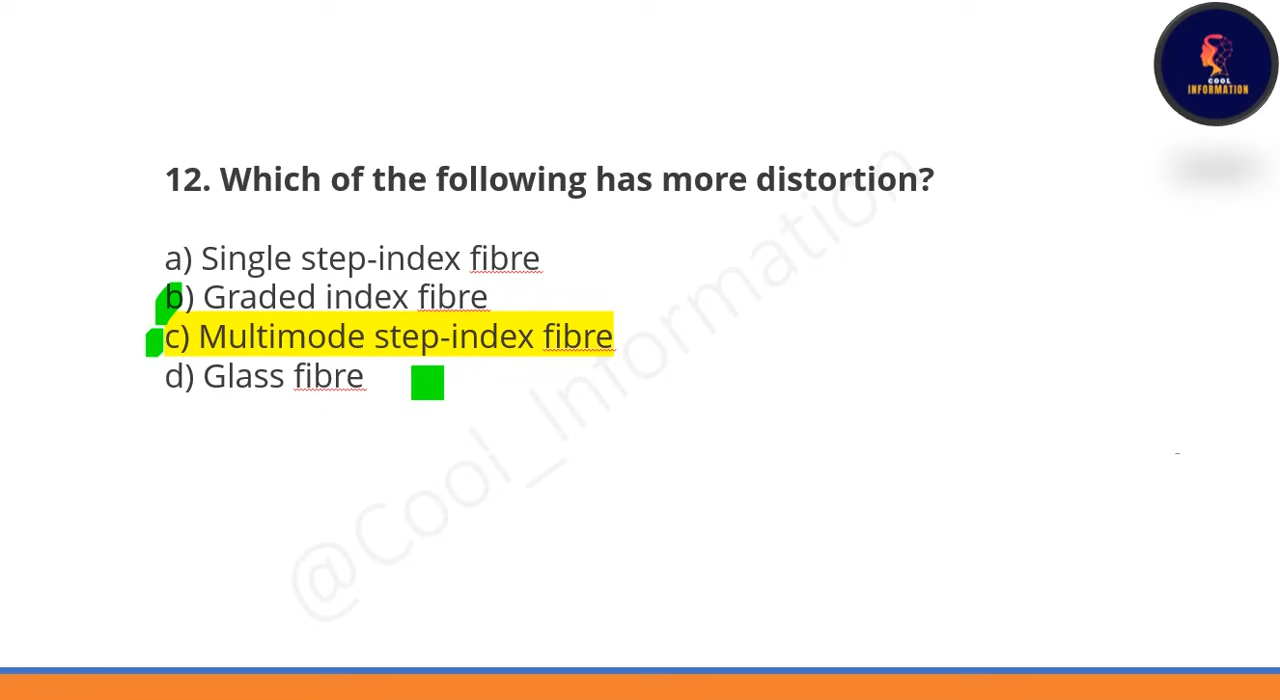 COOL
INFORMATION
12. Which of the following has more distortion?
a) Single step-index fibre
b) Graded index fibre
c) Multimode step-index fibre
d) Glass fibre
@Cool_Information